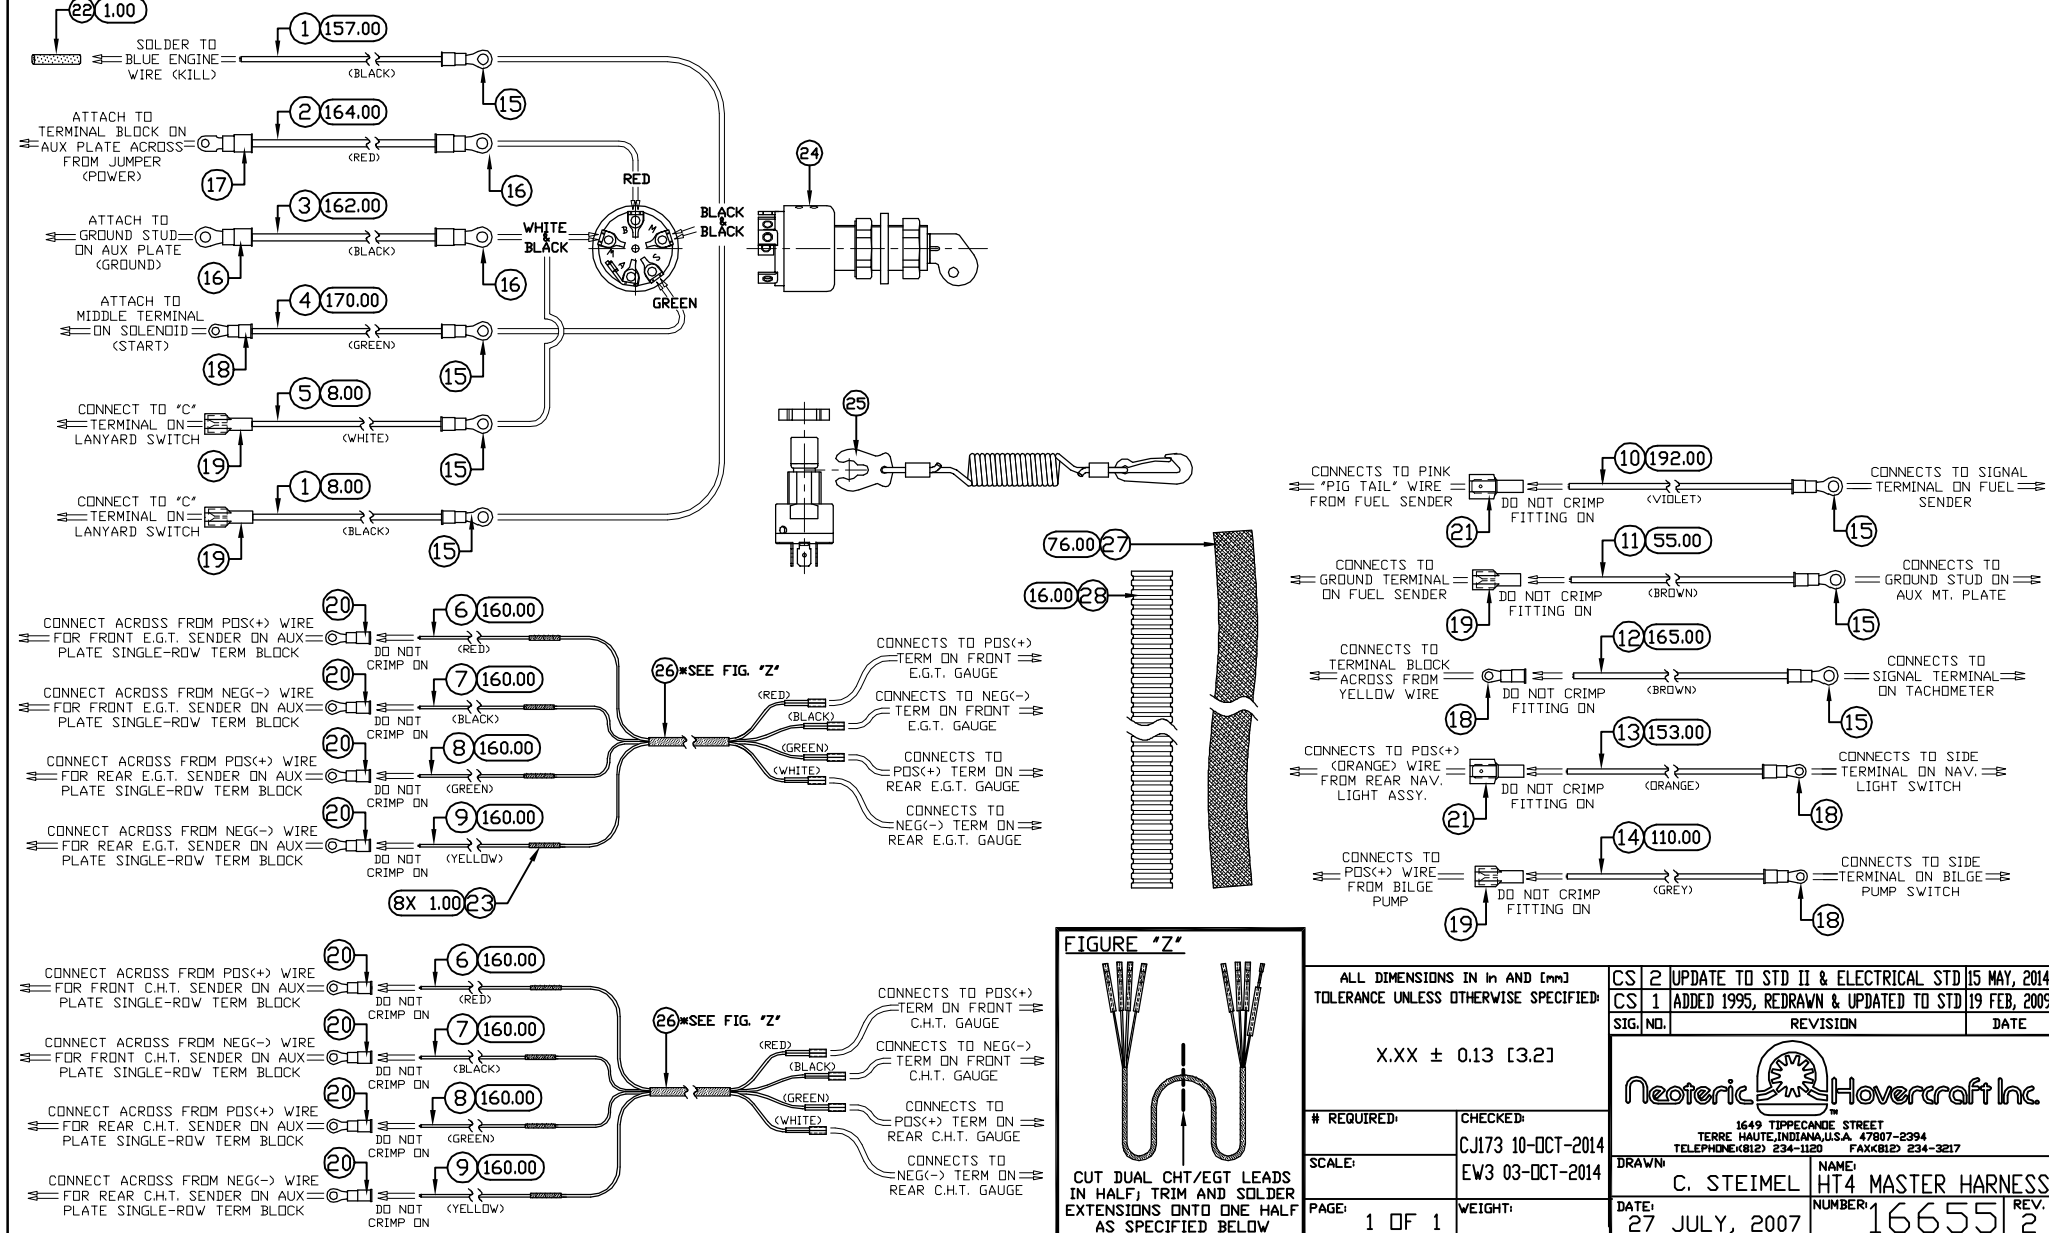 22 1.00
SOLDER TO
BLUE ENGINE
WIRE (KILL)
1 157.00
(BLACK)
15
ATTACH TO
TERMINAL BLOCK ON
AUX PLATE ACROSS
FROM JUMPER
(POWER)
17
2 164.00
(RED)
16
ATTACH TO
GROUND STUD
ON AUX PLATE
(GROUND)
16
3 162.00
(BLACK)
16
ATTACH TO
MIDDLE TERMINAL
ON SOLENOID
(START)
18
4 170.00
(GREEN)
15
CONNECT TO "C"
TERMINAL ON
LANYARD SWITCH
19
5 8.00
(WHITE)
15
CONNECT TO "C"
TERMINAL ON
LANYARD SWITCH
19
1 8.00
(BLACK)
15
RED
WHITE
&
BLACK
BLACK
&
BLACK
GREEN
B
M
S
A
24
25
CONNECT ACROSS FROM POS(+) WIRE
FOR FRONT E.G.T. SENDER ON AUX
PLATE SINGLE-ROW TERM BLOCK
20
DO NOT
CRIMP ON
6 160.00
(RED)
CONNECT ACROSS FROM NEG(-) WIRE
FOR FRONT E.G.T. SENDER ON AUX
PLATE SINGLE-ROW TERM BLOCK
20
DO NOT
CRIMP ON
7 160.00
(BLACK)
CONNECT ACROSS FROM POS(+) WIRE
FOR REAR E.G.T. SENDER ON AUX
PLATE SINGLE-ROW TERM BLOCK
20
DO NOT
CRIMP ON
8 160.00
(GREEN)
CONNECT ACROSS FROM NEG(-) WIRE
FOR REAR E.G.T. SENDER ON AUX
PLATE SINGLE-ROW TERM BLOCK
20
DO NOT
CRIMP ON
9 160.00
(YELLOW)
8X 1.00 23
26 *SEE FIG. "Z"
(RED)
(BLACK)
(GREEN)
(WHITE)
CONNECTS TO POS(+)
TERM ON FRONT
E.G.T. GAUGE
CONNECTS TO NEG(-)
TERM ON FRONT
E.G.T. GAUGE
CONNECTS TO
POS(+) TERM ON
REAR E.G.T. GAUGE
CONNECTS TO
NEG(-) TERM ON
REAR E.G.T. GAUGE
CONNECT ACROSS FROM POS(+) WIRE
FOR FRONT C.H.T. SENDER ON AUX
PLATE SINGLE-ROW TERM BLOCK
20
DO NOT
CRIMP ON
6 160.00
(RED)
CONNECT ACROSS FROM NEG(-) WIRE
FOR FRONT C.H.T. SENDER ON AUX
PLATE SINGLE-ROW TERM BLOCK
20
DO NOT
CRIMP ON
7 160.00
(BLACK)
CONNECT ACROSS FROM POS(+) WIRE
FOR REAR C.H.T. SENDER ON AUX
PLATE SINGLE-ROW TERM BLOCK
20
DO NOT
CRIMP ON
8 160.00
(GREEN)
CONNECT ACROSS FROM NEG(-) WIRE
FOR REAR C.H.T. SENDER ON AUX
PLATE SINGLE-ROW TERM BLOCK
20
DO NOT
CRIMP ON
9 160.00
(YELLOW)
26 *SEE FIG. "Z"
(RED)
(BLACK)
(GREEN)
(WHITE)
CONNECTS TO POS(+)
TERM ON FRONT
C.H.T. GAUGE
CONNECTS TO NEG(-)
TERM ON FRONT
C.H.T. GAUGE
CONNECTS TO
POS(+) TERM ON
REAR C.H.T. GAUGE
CONNECTS TO
NEG(-) TERM ON
REAR C.H.T. GAUGE
76.00 27
16.00 28
CONNECTS TO PINK
"PIG TAIL" WIRE
FROM FUEL SENDER
21
DO NOT CRIMP
FITTING ON
10 192.00
(VIOLET)
15
CONNECTS TO SIGNAL
TERMINAL ON FUEL
SENDER
CONNECTS TO
GROUND TERMINAL
ON FUEL SENDER
19
DO NOT CRIMP
FITTING ON
11 55.00
(BROWN)
15
CONNECTS TO
GROUND STUD ON
AUX MT. PLATE
CONNECTS TO
TERMINAL BLOCK
ACROSS FROM
YELLOW WIRE
18
DO NOT CRIMP
FITTING ON
12 165.00
(BROWN)
15
CONNECTS TO
SIGNAL TERMINAL
ON TACHOMETER
CONNECTS TO POS(+)
(ORANGE) WIRE
FROM REAR NAV.
LIGHT ASSY.
21
DO NOT CRIMP
FITTING ON
13 153.00
(ORANGE)
18
CONNECTS TO SIDE
TERMINAL ON NAV.
LIGHT SWITCH
CONNECTS TO
POS(+) WIRE
FROM BILGE
PUMP
19
DO NOT CRIMP
FITTING ON
14 110.00
(GREY)
18
CONNECTS TO SIDE
TERMINAL ON BILGE
PUMP SWITCH
FIGURE "Z"
CUT DUAL CHT/EGT LEADS
IN HALF; TRIM AND SOLDER
EXTENSIONS ONTO ONE HALF
AS SPECIFIED BELOW
ALL DIMENSIONS IN in AND [mm]
TOLERANCE UNLESS OTHERWISE SPECIFIED:
X.XX ± 0.13 [3.2]
# REQUIRED:
SCALE:
PAGE: 1 OF 1
CHECKED:
CJ173 10-OCT-2014
EW3 03-OCT-2014
WEIGHT:
CS 2 UPDATE TO STD II & ELECTRICAL STD 15 MAY, 2014
CS 1 ADDED 1995, REDRAWN & UPDATED TO STD 19 FEB, 2009
SIG. NO. REVISION DATE
Neoteric Hovercraft Inc.
TM
1649 TIPPECANOE STREET
TERRE HAUTE,INDIANA,U.S.A. 47807-2394
TELEPHONE:(812) 234-1120 FAX:(812) 234-3217
DRAWN: C. STEIMEL
NAME: HT4 MASTER HARNESS
DATE: 27 JULY, 2007
NUMBER: 16655
REV. 2